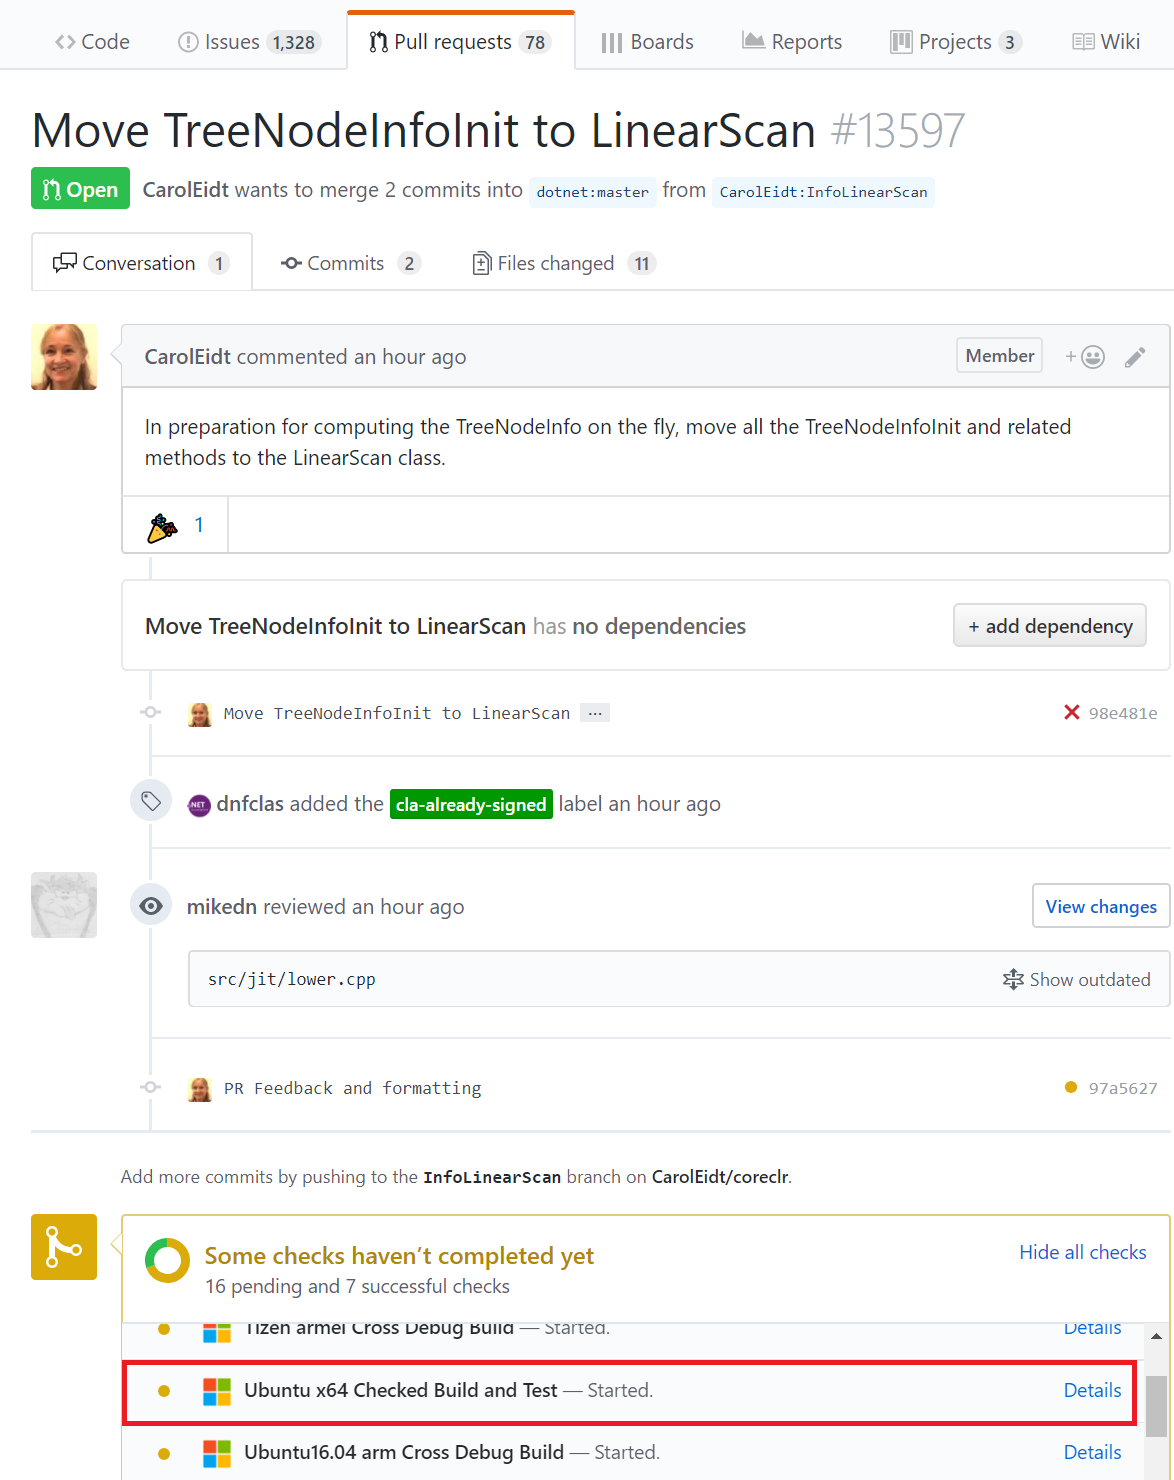 Code Issues 1,328 Pull requests 78 Boards Reports Projects 3 Wiki
Move TreeNodeInfoInit to LinearScan #13597
Open CarolEidt wants to merge 2 commits into dotnet:master from CarolEidt:InfoLinearScan
Conversation 1 Commits 2 Files changed 11
CarolEidt commented an hour ago Member +
In preparation for computing the TreeNodeInfo on the fly, move all the TreeNodeInfoInit and related
methods to the LinearScan class.
1
Move TreeNodeInfoInit to LinearScan has no dependencies + add dependency
Move TreeNodeInfoInit to LinearScan ... 98e481e
.NET dnfclas added the cla-already-signed label an hour ago
mikedn reviewed an hour ago View changes
src/jit/lower.cpp Show outdated
PR Feedback and formatting 97a5627
Add more commits by pushing to the InfoLinearScan branch on CarolEidt/coreclr.
Some checks haven’t completed yet Hide all checks
16 pending and 7 successful checks
Tizen armel Cross Debug Build — Started. Details
Ubuntu x64 Checked Build and Test — Started. Details
Ubuntu16.04 arm Cross Debug Build — Started. Details